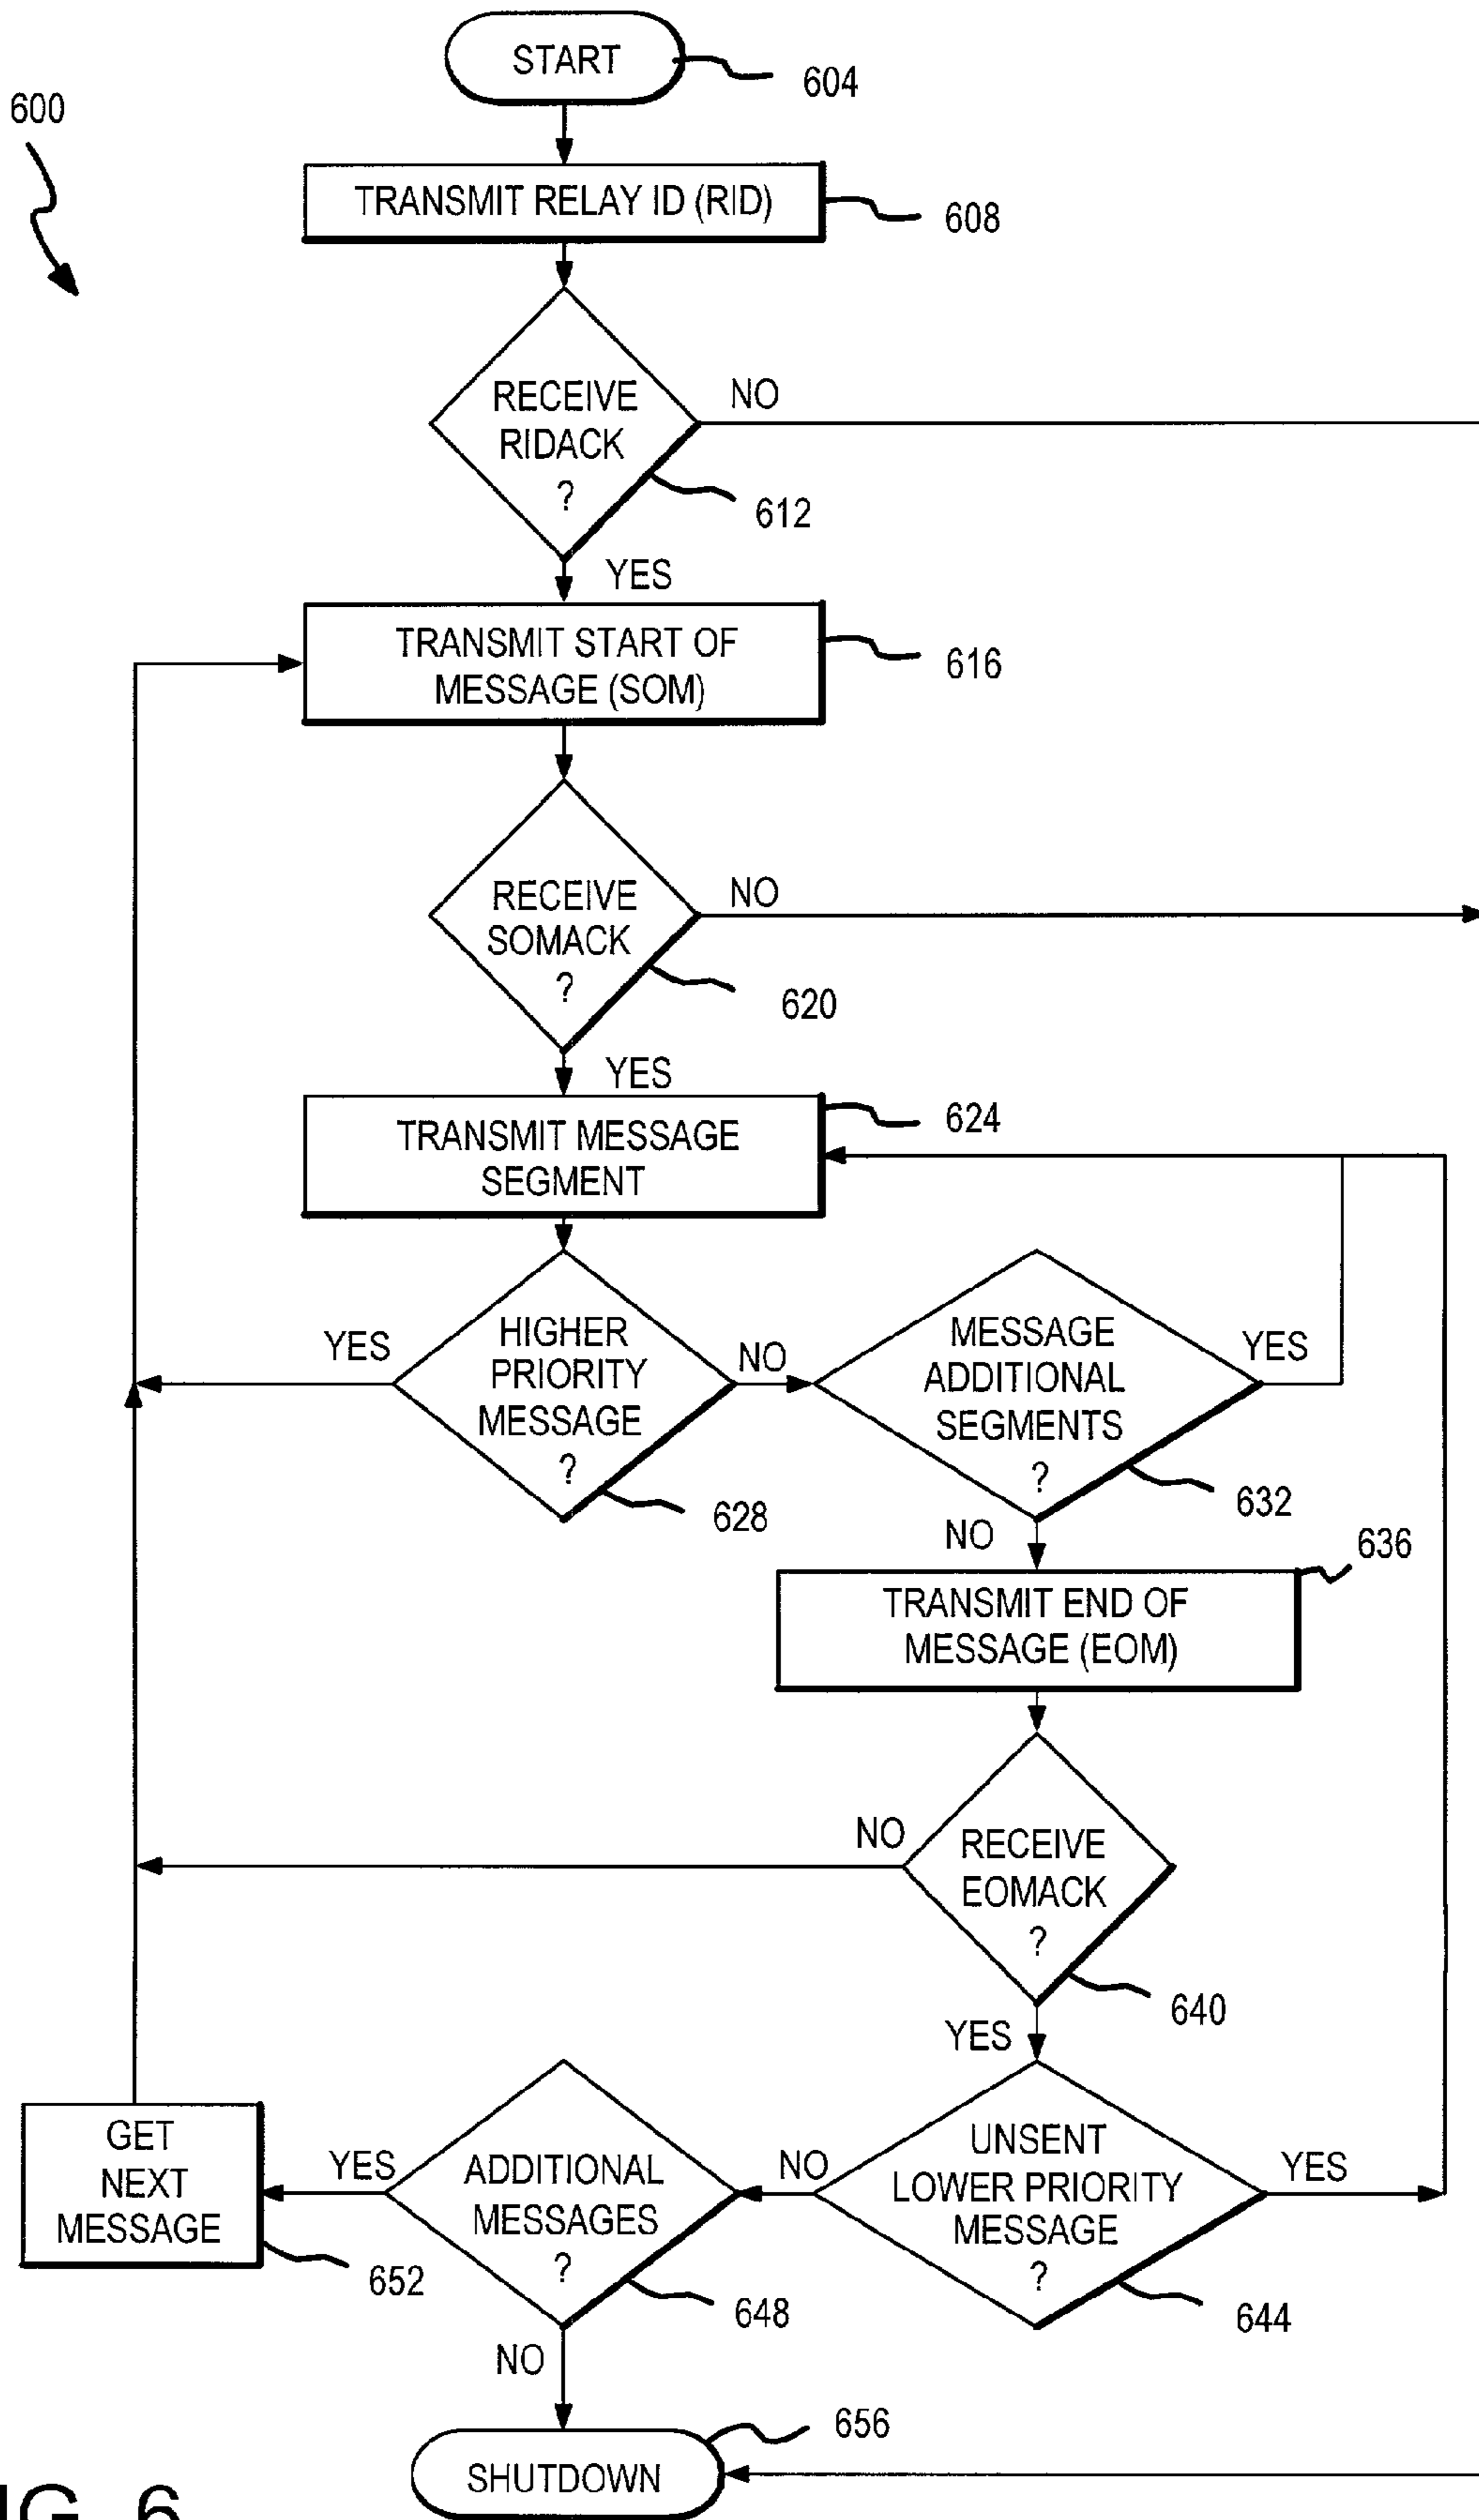 START
604
600
TRANSMIT RELAY ID (RID)
608
RECEIVE
RIDACK
?
NO
612
YES
TRANSMIT START OF
MESSAGE (SOM)
616
RECEIVE
SOMACK
?
NO
620
YES
TRANSMIT MESSAGE
SEGMENT
624
HIGHER
PRIORITY
MESSAGE
?
YES
NO
628
MESSAGE
ADDITIONAL
SEGMENTS
?
YES
632
NO
636
TRANSMIT END OF
MESSAGE (EOM)
NO
RECEIVE
EOMACK
?
640
YES
UNSENT
LOWER PRIORITY
MESSAGE
?
YES
NO
644
ADDITIONAL
MESSAGES
?
YES
648
GET
NEXT
MESSAGE
652
NO
656
SHUTDOWN